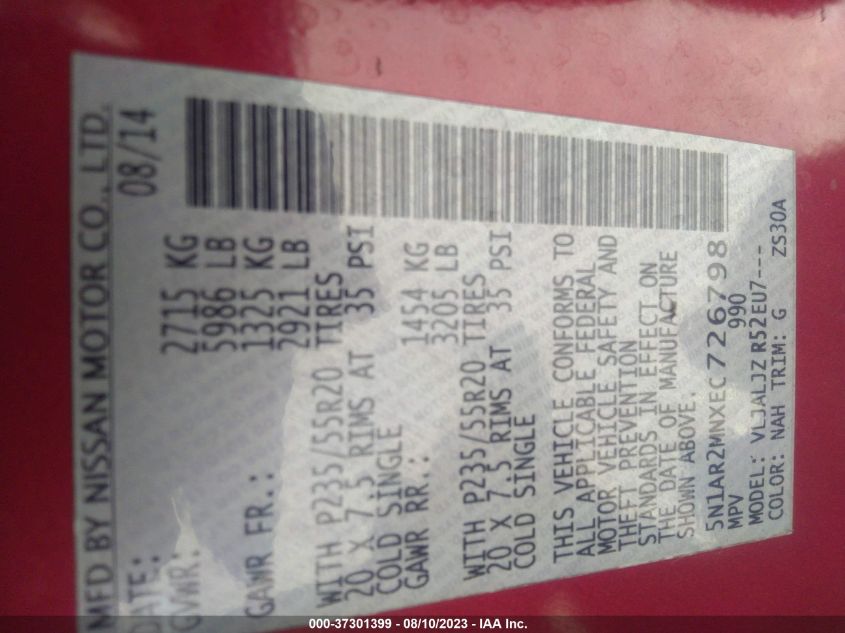 MFD BY NISSAN MOTOR CO., LTD.
DATE: 08/14
GVWR: 2715 KG
5986 LB
GAWR FR.: 1325 KG
2921 LB
WITH P235/55R20 TIRES
20 X 7.5 RIMS AT 35 PSI
COLD SINGLE
GAWR RR.: 1454 KG
3205 LB
WITH P235/55R20 TIRES
20 X 7.5 RIMS AT 35 PSI
COLD SINGLE
THIS VEHICLE CONFORMS TO
ALL APPLICABLE FEDERAL
MOTOR VEHICLE SAFETY AND
THEFT PREVENTION
STANDARDS IN EFFECT ON
THE DATE OF MANUFACTURE
SHOWN ABOVE.
5N1AR2MNXEC726798
MPV 990
MODEL: VLJALJZ R52EU7---
COLOR: NAH TRIM: G ZS30A
000-37301399 - 08/10/2023 - IAA Inc.